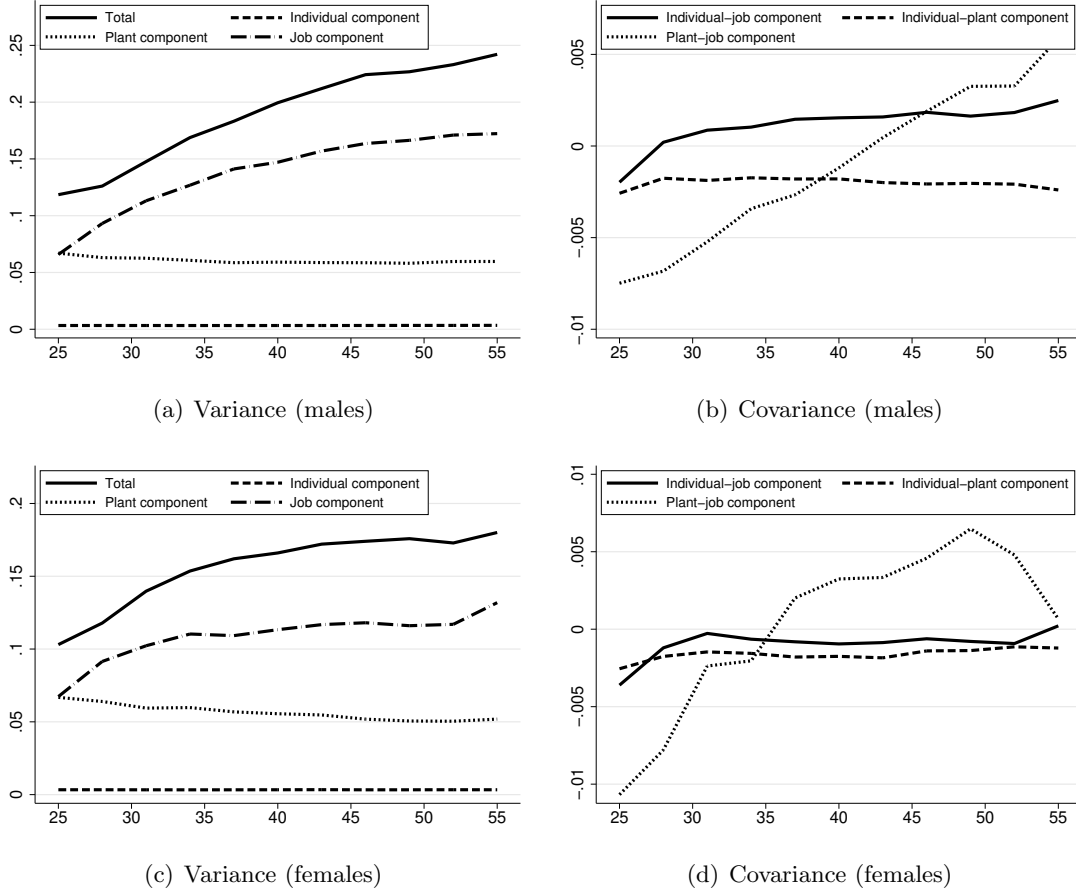 Total
Individual component
Plant component
Job component
.25
.2
.15
.1
.05
0
25 30 35 40 45 50 55
(a) Variance (males)
Individual−job component
Individual−plant component
Plant−job component
.005
0
−.005
−.01
25 30 35 40 45 50 55
(b) Covariance (males)
Total
Individual component
Plant component
Job component
.2
.15
.1
.05
0
25 30 35 40 45 50 55
(c) Variance (females)
Individual−job component
Individual−plant component
Plant−job component
.01
.005
0
−.005
−.01
25 30 35 40 45 50 55
(d) Covariance (females)